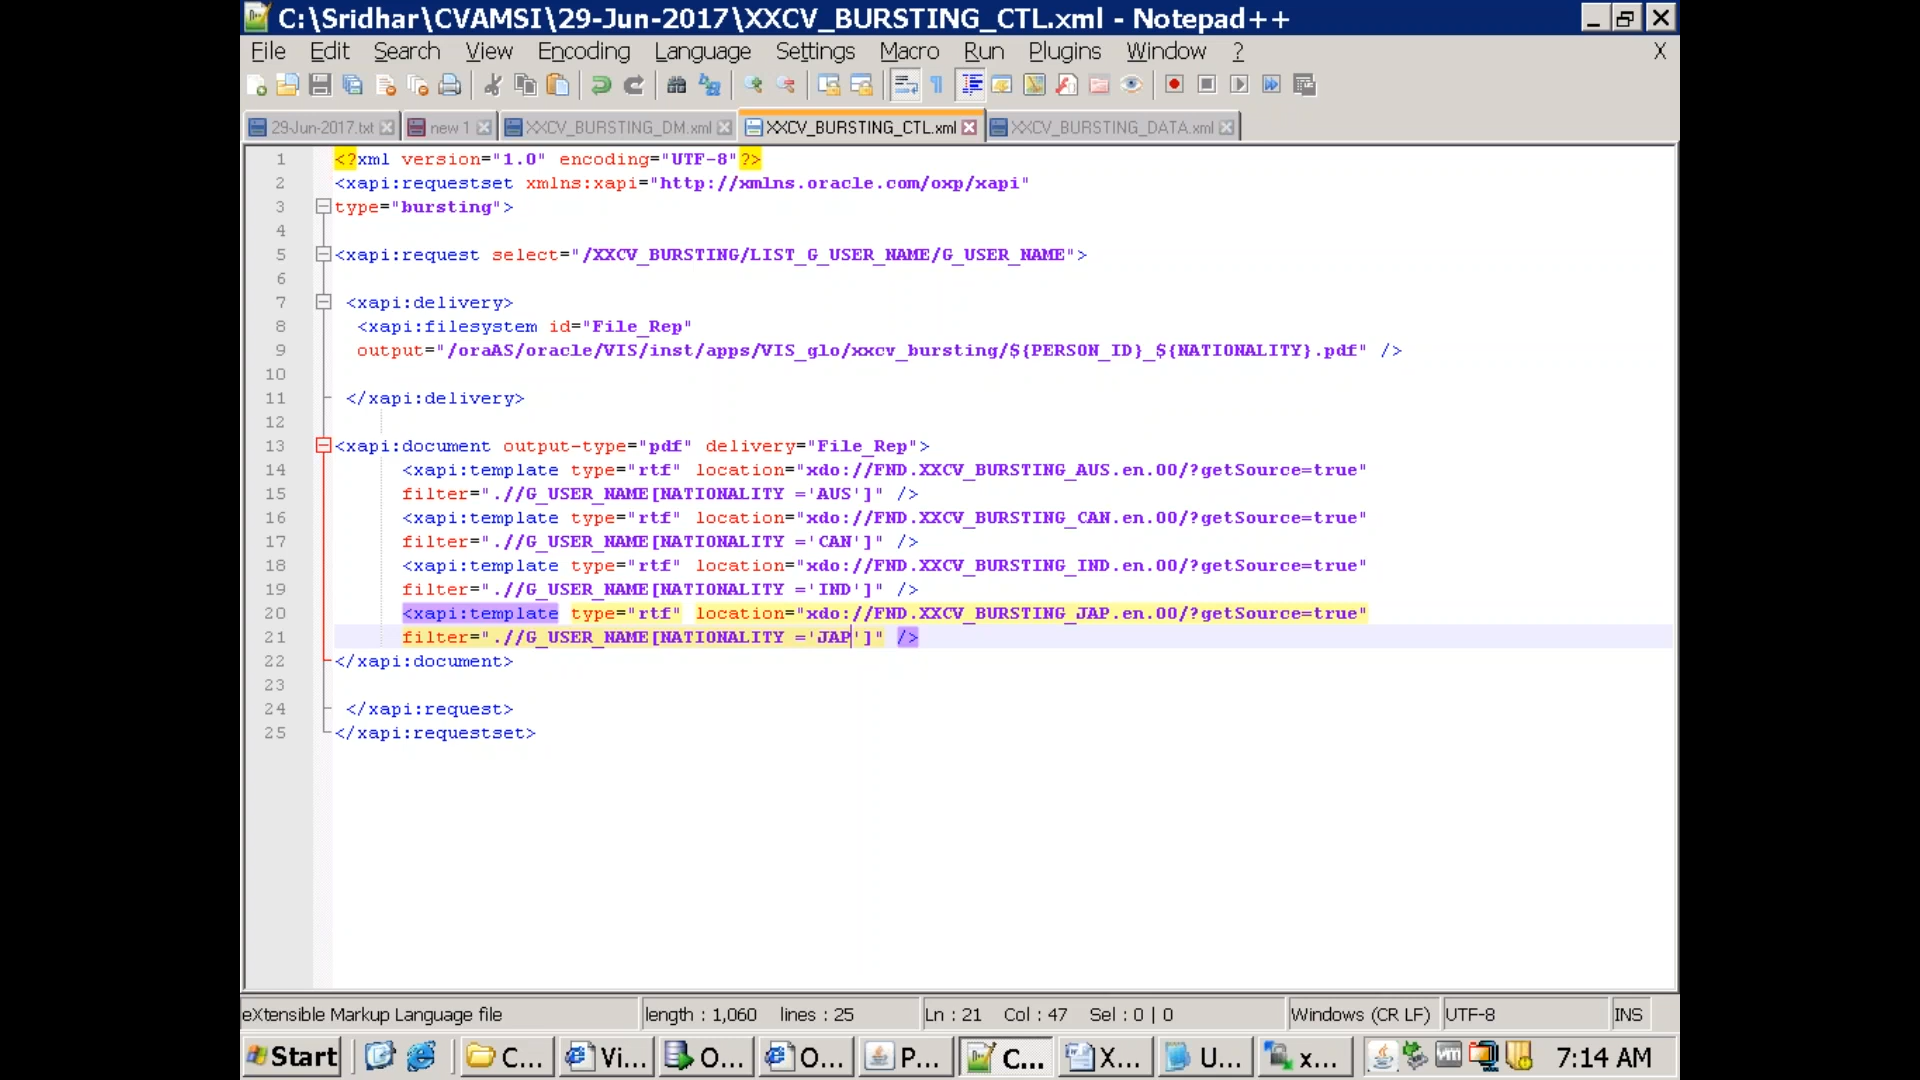 C:\Sridhar\CVAMSI\29-Jun-2017\XXCV_BURSTING_CTL.xml - Notepad++
File Edit Search View Encoding Language Settings Macro Run Plugins Window ? X
29-Jun-2017.txt new 1 XXCV_BURSTING_DM.xml XXCV_BURSTING_CTL.xml XXCV_BURSTING_DATA.xml
1 <?xml version="1.0" encoding="UTF-8"?>
2 <xapi:requestset xmlns:xapi="http://xmlns.oracle.com/oxp/xapi"
3 type="bursting">
4
5 <xapi:request select="/XXCV_BURSTING/LIST_G_USER_NAME/G_USER_NAME">
6
7 <xapi:delivery>
8 <xapi:filesystem id="File_Rep"
9 output="/oraAS/oracle/VIS/inst/apps/VIS_glo/xxcv_bursting/${PERSON_ID}_${NATIONALITY}.pdf" />
10
11 </xapi:delivery>
12
13 <xapi:document output-type="pdf" delivery="File_Rep">
14 <xapi:template type="rtf" location="xdo://FND.XXCV_BURSTING_AUS.en.00/?getSource=true"
15 filter=".//G_USER_NAME[NATIONALITY ='AUS']" />
16 <xapi:template type="rtf" location="xdo://FND.XXCV_BURSTING_CAN.en.00/?getSource=true"
17 filter=".//G_USER_NAME[NATIONALITY ='CAN']" />
18 <xapi:template type="rtf" location="xdo://FND.XXCV_BURSTING_IND.en.00/?getSource=true"
19 filter=".//G_USER_NAME[NATIONALITY ='IND']" />
20 <xapi:template type="rtf" location="xdo://FND.XXCV_BURSTING_JAP.en.00/?getSource=true"
21 filter=".//G_USER_NAME[NATIONALITY ='JAP']" />
22 </xapi:document>
23
24 </xapi:request>
25 </xapi:requestset>
eXtensible Markup Language file length : 1,060 lines : 25 Ln : 21 Col : 47 Sel : 0 | 0 Windows (CR LF) UTF-8 INS
Start C... Vi... O... O... P... C... X... U... x... 7:14 AM